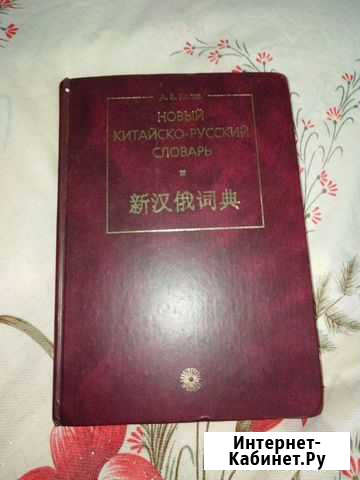 НОВЫЙ
КИТАЙСКО-РУССКИЙ
СЛОВАРЬ
新汉俄词典
Интернет-
Кабинет.Ру